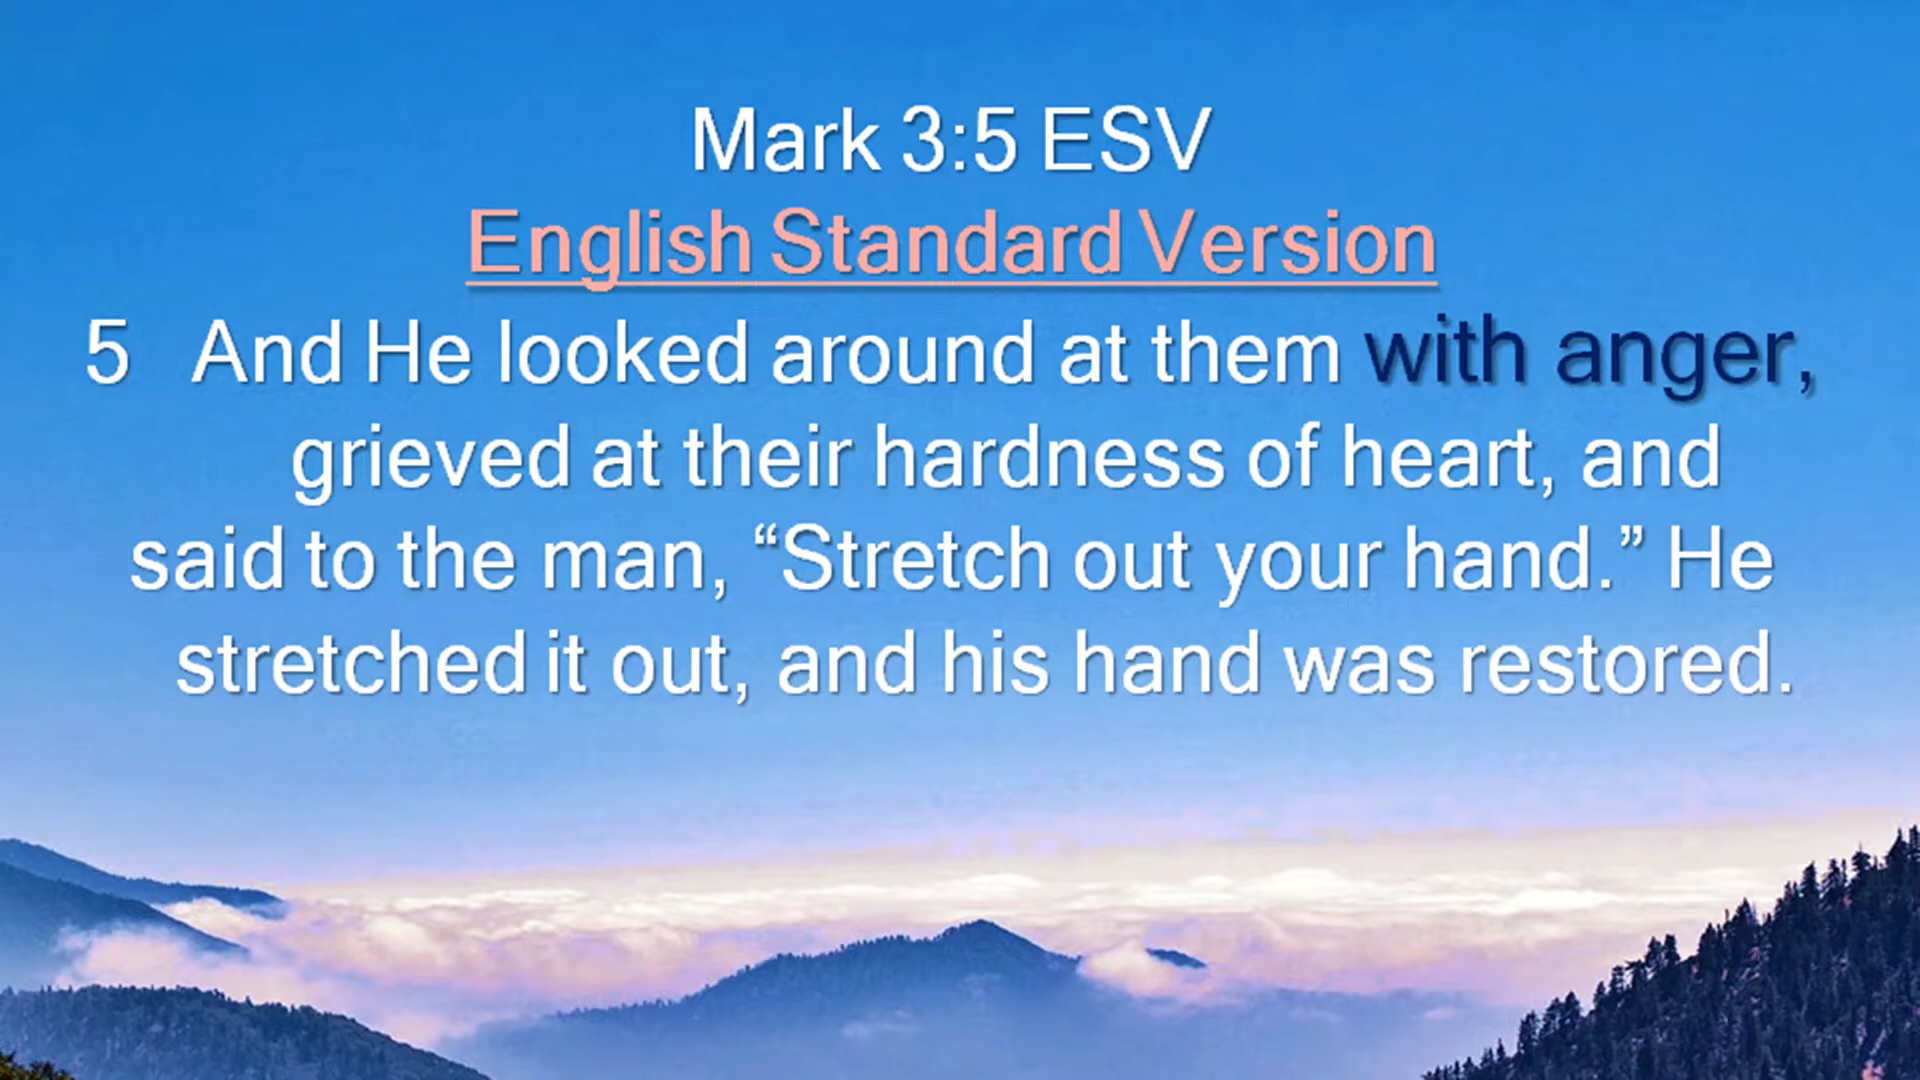 Mark 3:5 ESV
English Standard Version
5 And He looked around at them with anger,
grieved at their hardness of heart, and
said to the man, “Stretch out your hand.” He
stretched it out, and his hand was restored.